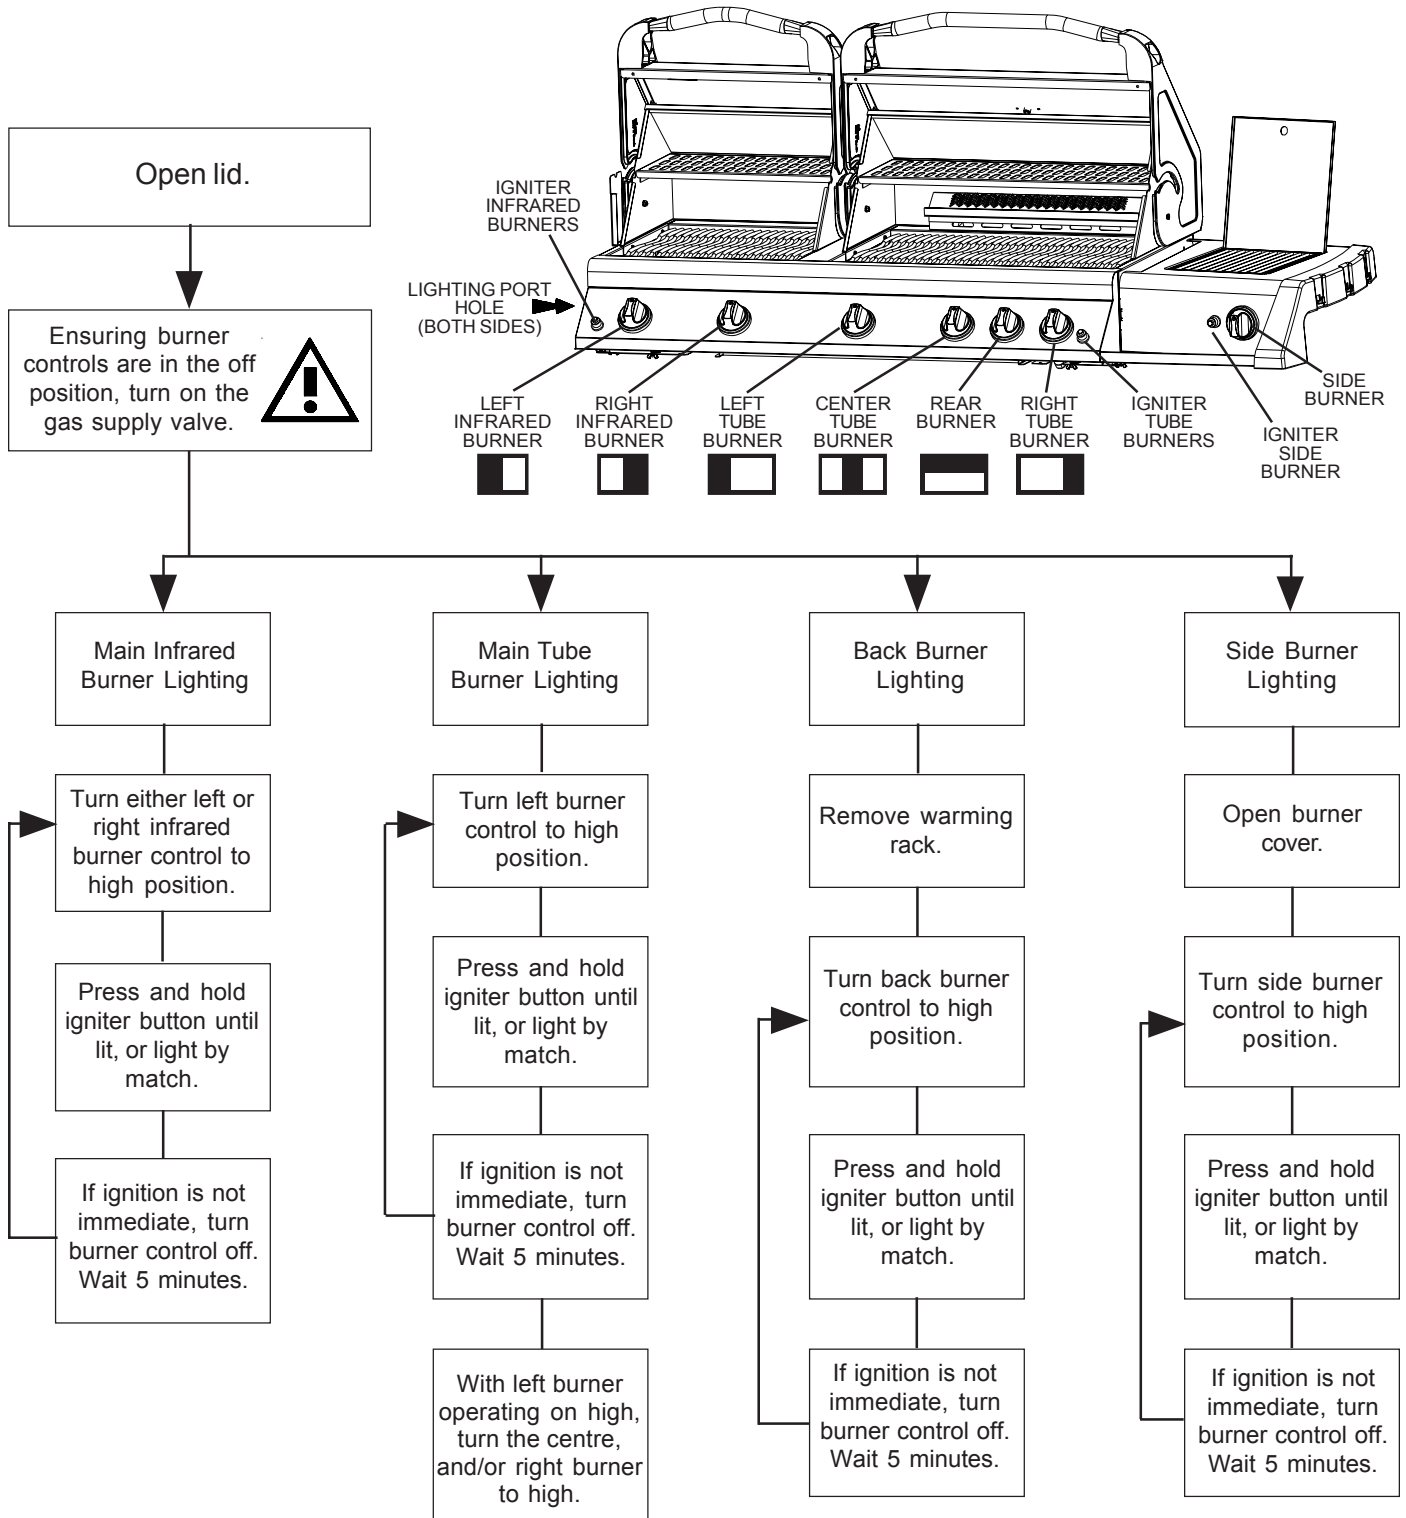 Open lid.
Ensuring burner
controls are in the off
position, turn on the
gas supply valve.
IGNITER
INFRARED
BURNERS
LIGHTING PORT
HOLE
(BOTH SIDES)
LEFT
INFRARED
BURNER
RIGHT
INFRARED
BURNER
LEFT
TUBE
BURNER
CENTER
TUBE
BURNER
REAR
BURNER
RIGHT
TUBE
BURNER
IGNITER
TUBE
BURNERS
IGNITER
SIDE
BURNER
SIDE
BURNER
Main Infrared
Burner Lighting
Turn either left or
right infrared
burner control to
high position.
Press and hold
igniter button until
lit, or light by
match.
If ignition is not
immediate, turn
burner control off.
Wait 5 minutes.
Main Tube
Burner Lighting
Turn left burner
control to high
position.
Press and hold
igniter button until
lit, or light by
match.
If ignition is not
immediate, turn
burner control off.
Wait 5 minutes.
With left burner
operating on high,
turn the centre,
and/or right burner
to high.
Back Burner
Lighting
Remove warming
rack.
Turn back burner
control to high
position.
Press and hold
igniter button until
lit, or light by
match.
If ignition is not
immediate, turn
burner control off.
Wait 5 minutes.
Side Burner
Lighting
Open burner
cover.
Turn side burner
control to high
position.
Press and hold
igniter button until
lit, or light by
match.
If ignition is not
immediate, turn
burner control off.
Wait 5 minutes.